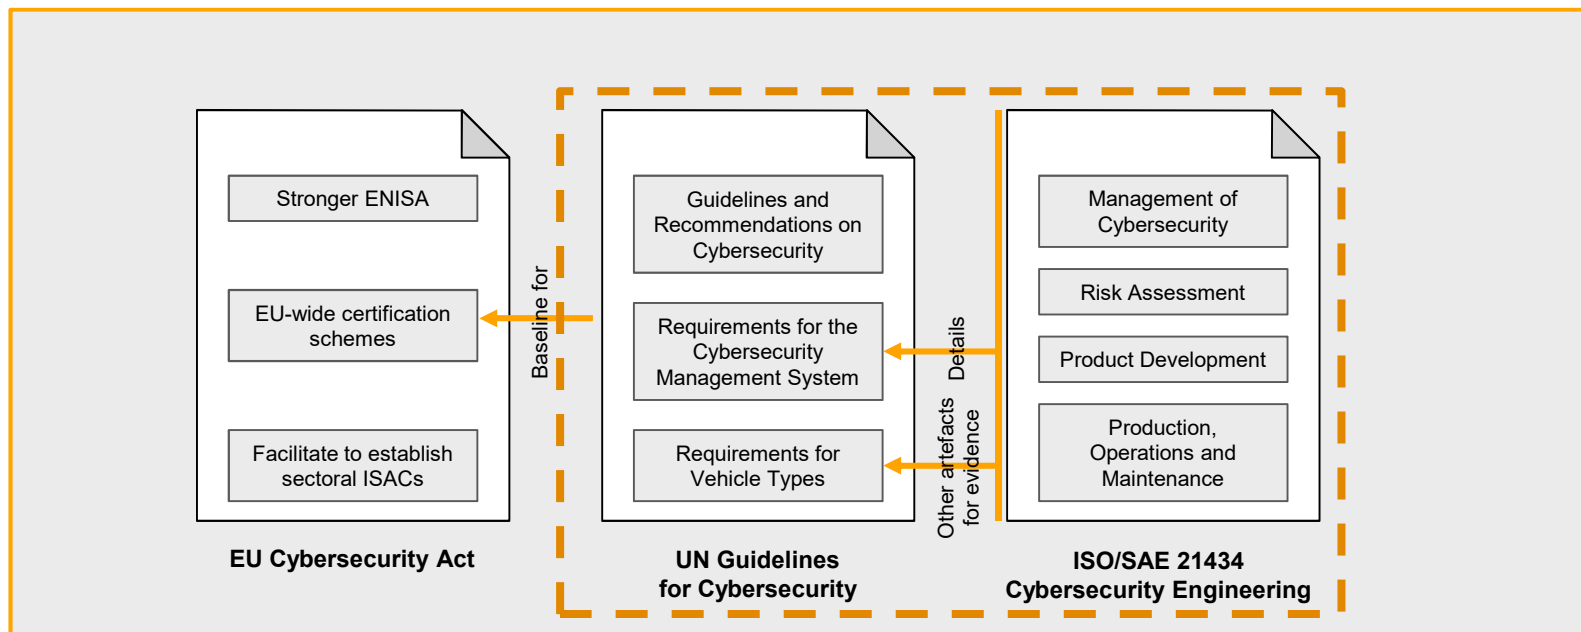 Stronger ENISA
EU-wide certification
schemes
Facilitate to establish
sectoral ISACs
EU Cybersecurity Act
Baseline for
Guidelines and
Recommendations on
Cybersecurity
Requirements for the
Cybersecurity
Management System
Requirements for
Vehicle Types
UN Guidelines
for Cybersecurity
Details
Other artefacts
for evidence
Management of
Cybersecurity
Risk Assessment
Product Development
Production,
Operations and
Maintenance
ISO/SAE 21434
Cybersecurity Engineering